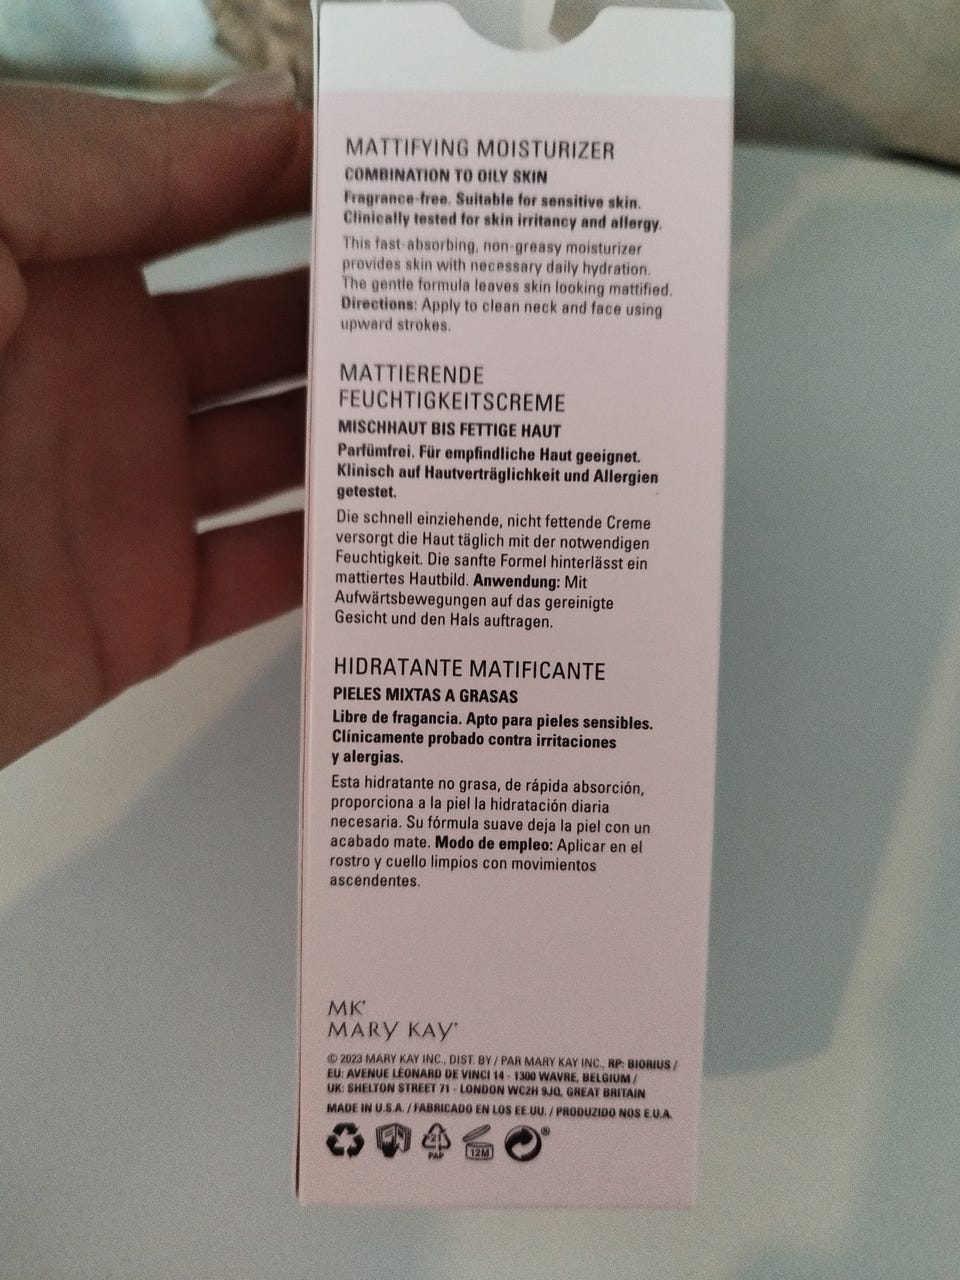 MATTIFYING MOISTURIZER
COMBINATION TO OILY SKIN
Fragrance-free. Suitable for sensitive skin.
Clinically tested for skin irritancy and allergy.
This fast-absorbing, non-greasy moisturizer
provides skin with necessary daily hydration.
The gentle formula leaves skin looking mattified.
Directions: Apply to clean neck and face using
upward strokes.
MATTIERENDE
FEUCHTIGKEITSCREME
MISCHHAUT BIS FETTIGE HAUT
Parfümfrei. Für empfindliche Haut geeignet.
Klinisch auf Hautverträglichkeit und Allergien
getestet.
Die schnell einziehende, nicht fettende Creme
versorgt die Haut täglich mit der notwendigen
Feuchtigkeit. Die sanfte Formel hinterlässt ein
mattiertes Hautbild. Anwendung: Mit
Aufwärtsbewegungen auf das gereinigte
Gesicht und den Hals auftragen.
HIDRATANTE MATIFICANTE
PIELES MIXTAS A GRASAS
Libre de fragancia. Apto para pieles sensibles.
Clínicamente probado contra irritaciones
y alergias.
Esta hidratante no grasa, de rápida absorción,
proporciona a la piel la hidratación diaria
necesaria. Su fórmula suave deja la piel con un
acabado mate. Modo de empleo: Aplicar en el
rostro y cuello limpios con movimientos
ascendentes.
MK®
MARY KAY®
© 2023 MARY KAY INC., DIST. BY / PAR MARY KAY INC., RP: BIORIUS /
EU: AVENUE LÉONARD DE VINCI 14 - 1300 WAVRE, BELGIUM /
UK: SHELTON STREET 71 - LONDON WC2H 9JQ, GREAT BRITAIN
MADE IN U.S.A. / FABRICADO EN LOS EE.UU. / PRODUZIDO NOS E.U.A.
21 PAP 12M ®